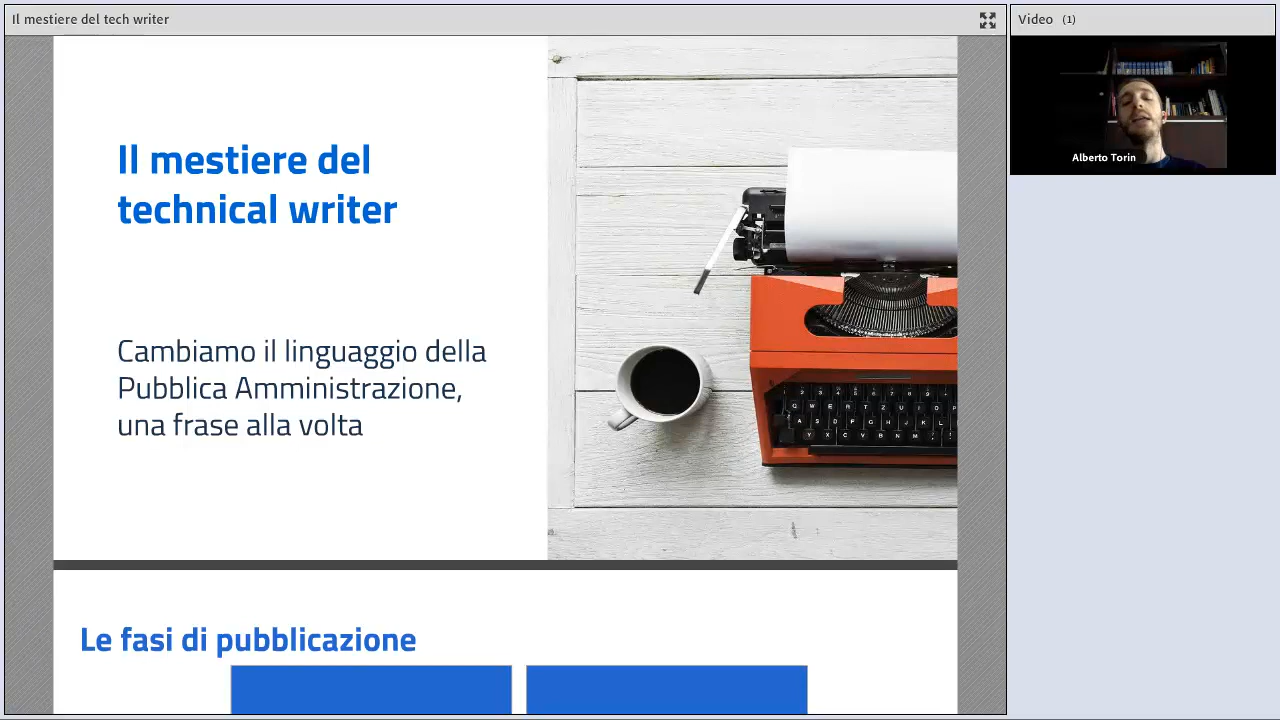 Il mestiere del tech writer
Video (1)
Alberto Torin
Il mestiere del
technical writer
Cambiamo il linguaggio della
Pubblica Amministrazione,
una frase alla volta
Q W E R T Z U I O P
A S D F G H J K L
Y X C V B N M
Le fasi di pubblicazione